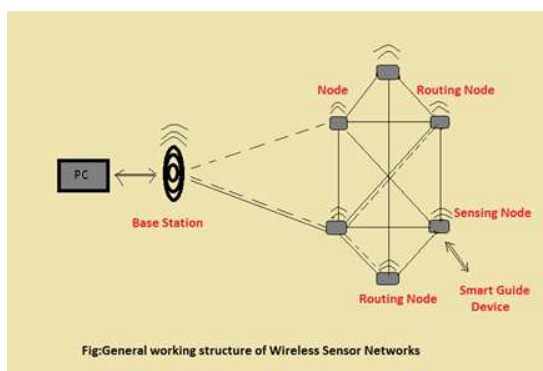 Node
Routing Node
PC
Base Station
Sensing Node
Routing Node
Smart Guide
Device
Fig:General working structure of Wireless Sensor Networks